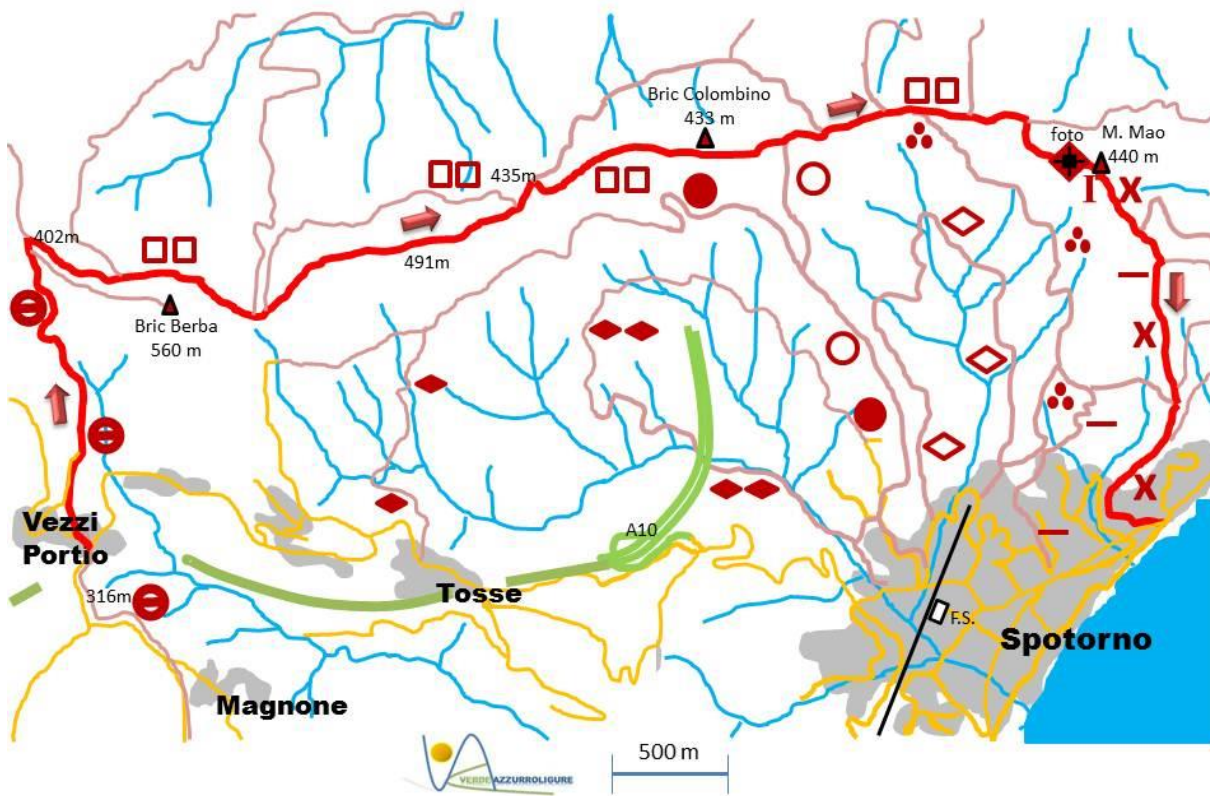 Bric Colombino
433 m
foto
M. Mao
440 m
I
X
435m
402m
491m
Bric Berba
560 m
X
X
A10
Vezzi
Portio
Tosse
316m
F.S.
Spotorno
Magnone
500 m
VERDEAZZURROLIGURE